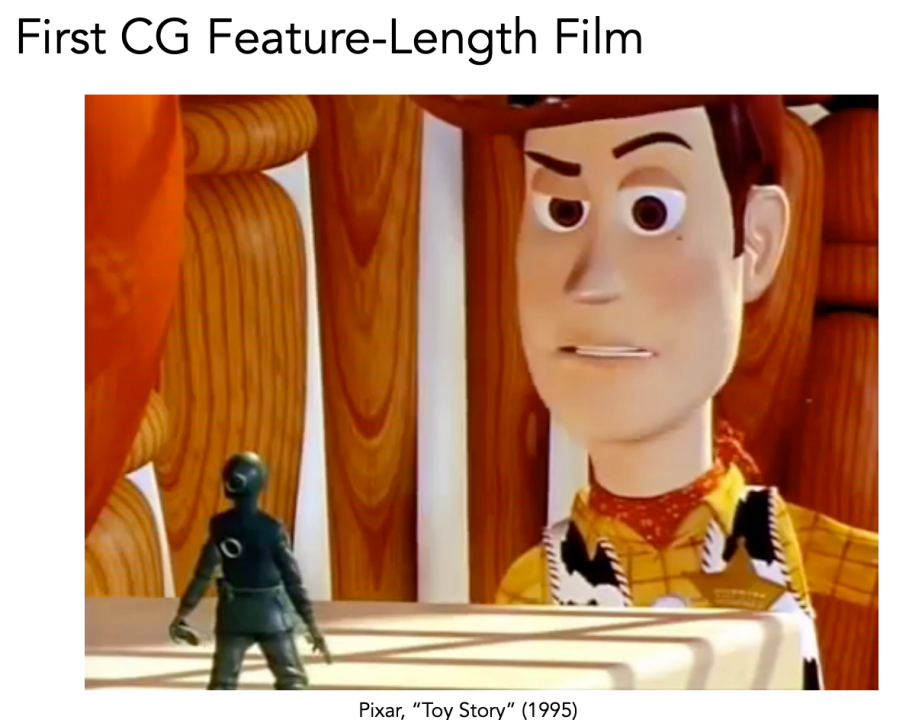 First CG Feature-Length Film
Pixar, “Toy Story” (1995)